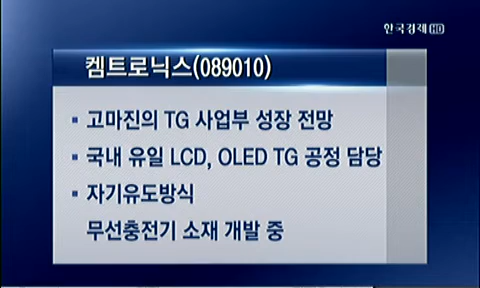 한국경제HD
켐트로닉스(089010)
▪ 고마진의 TG 사업부 성장 전망
▪ 국내 유일 LCD, OLED TG 공정 담당
▪ 자기유도방식
무선충전기 소재 개발 중